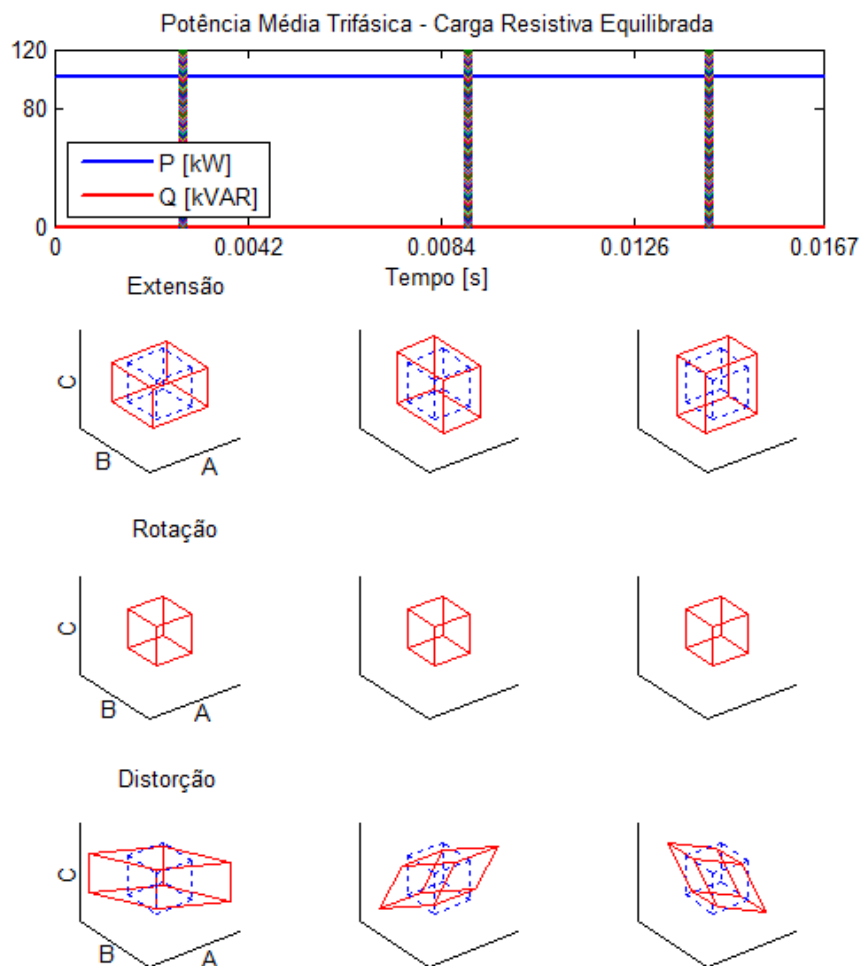 Potência Média Trifásica - Carga Resistiva Equilibrada
120
80
0
P [kW]
Q [kVAR]
0 0.0042 0.0084 0.0126 0.0167
Tempo [s]
Extensão
C
B A
Rotação
C
B A
Distorção
C
B A